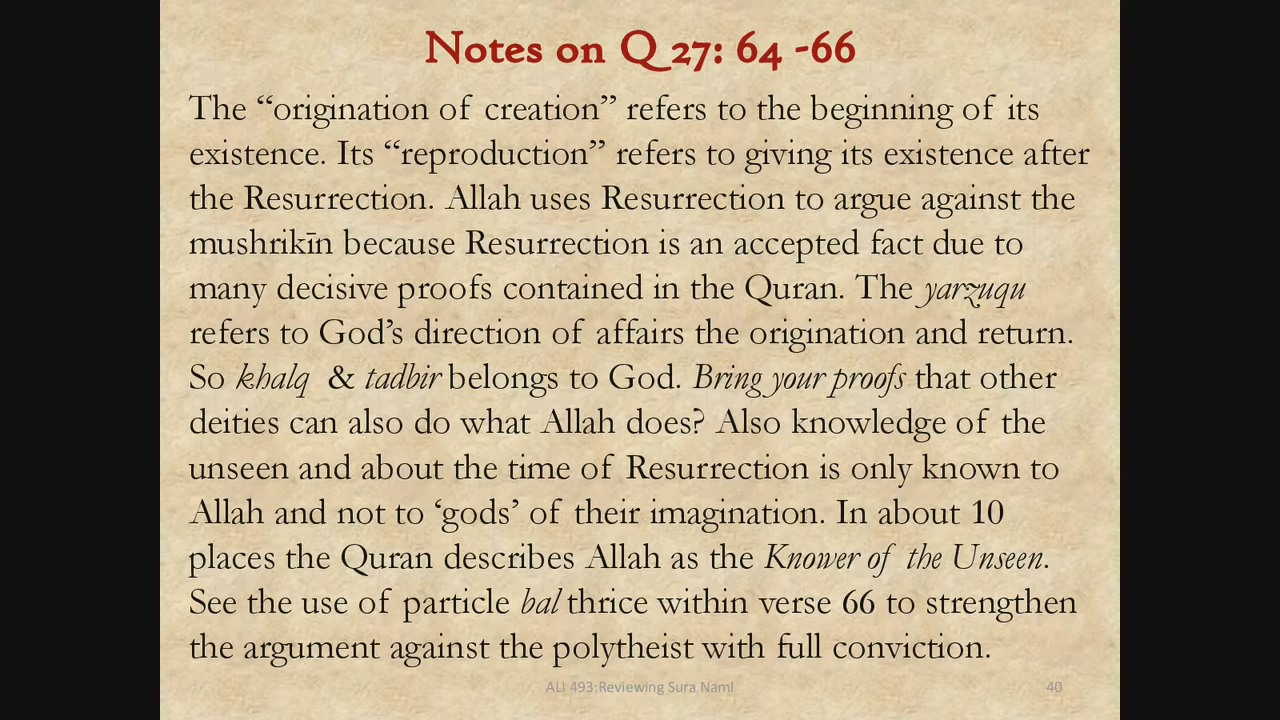 Notes on Q 27: 64 -66
The “origination of creation” refers to the beginning of its
existence. Its “reproduction” refers to giving its existence after
the Resurrection. Allah uses Resurrection to argue against the
mushrikīn because Resurrection is an accepted fact due to
many decisive proofs contained in the Quran. The yarzuqu
refers to God’s direction of affairs the origination and return.
So khalq & tadbir belongs to God. Bring your proofs that other
deities can also do what Allah does? Also knowledge of the
unseen and about the time of Resurrection is only known to
Allah and not to ‘gods’ of their imagination. In about 10
places the Quran describes Allah as the Knower of the Unseen.
See the use of particle bal thrice within verse 66 to strengthen
the argument against the polytheist with full conviction.
ALI 493:Reviewing Sura Naml 40